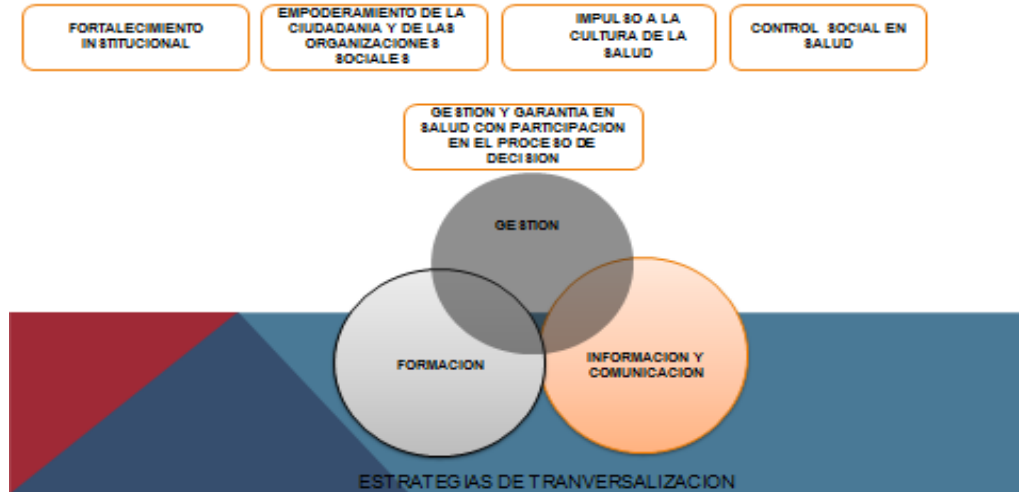 FORTALECIMIENTO
INSTITUCIONAL
EMPODERAMIENTO DE LA
CIUDADANIA Y DE LAS
ORGANIZACIONES
SOCIALES
IMPULSO A LA
CULTURA DE LA
SALUD
CONTROL SOCIAL EN
SALUD
GESTION Y GARANTIA EN
SALUD CON PARTICIPACION
EN EL PROCESO DE
DECISION
GESTION
FORMACION
INFORMACION Y
COMUNICACION
ESTRATEGIAS DE TRANVERSALIZACION